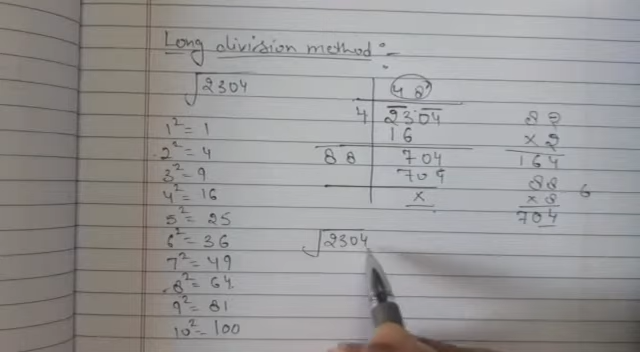 Long division method :-
√2304
1² = 1
2² = 4
3² = 9
4² = 16
5² = 25
6² = 36
7² = 49
8² = 64
9² = 81
10² = 100
48
4 2304
16
88 704
704
x
82
x 2
164
88 6
x 8
704
√2304